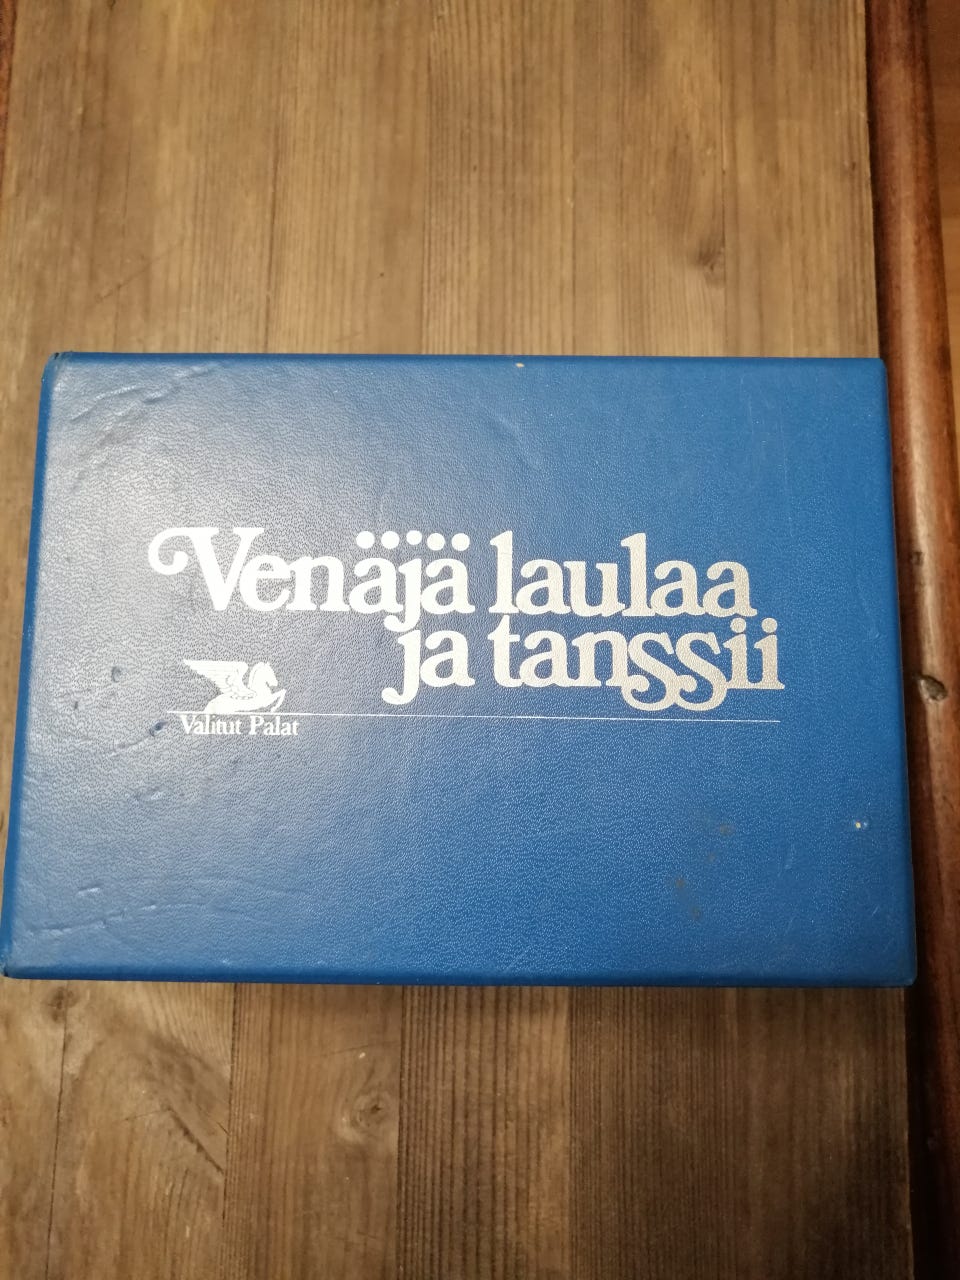 Venäjä laulaa
ja tanssii
Valitut Palat